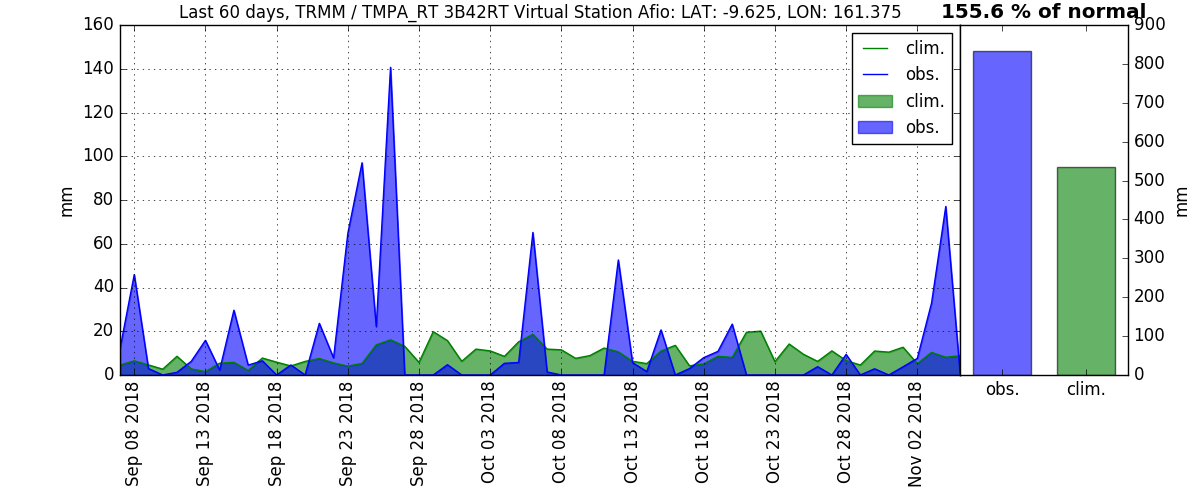 Last 60 days, TRMM / TMPA_RT 3B42RT Virtual Station Afio: LAT: -9.625, LON: 161.375
155.6 % of normal
160
140
120
100
80
60
40
20
0
mm
clim.
obs.
clim.
obs.
Sep 08 2018
Sep 13 2018
Sep 18 2018
Sep 23 2018
Sep 28 2018
Oct 03 2018
Oct 08 2018
Oct 13 2018
Oct 18 2018
Oct 23 2018
Oct 28 2018
Nov 02 2018
900
800
700
600
500
400
300
200
100
0
mm
obs.
clim.